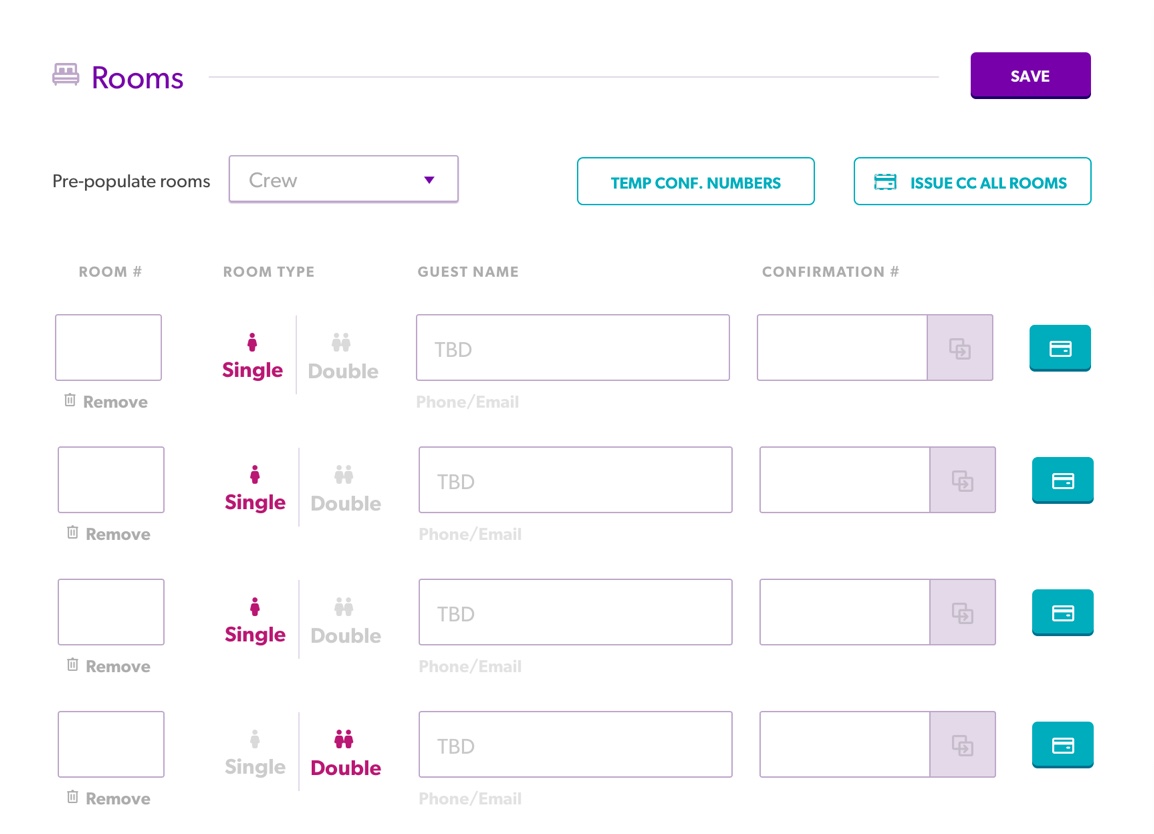 Rooms
SAVE
Pre-populate rooms
Crew
TEMP CONF. NUMBERS
ISSUE CC ALL ROOMS
ROOM # ROOM TYPE GUEST NAME CONFIRMATION #
Single Double TBD
Remove Phone/Email
Single Double TBD
Remove Phone/Email
Single Double TBD
Remove Phone/Email
Single Double TBD
Remove Phone/Email